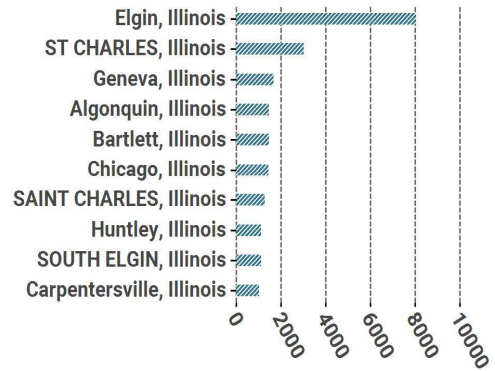 Elgin, Illinois
ST CHARLES, Illinois
Geneva, Illinois
Algonquin, Illinois
Bartlett, Illinois
Chicago, Illinois
SAINT CHARLES, Illinois
Huntley, Illinois
SOUTH ELGIN, Illinois
Carpentersville, Illinois
0 2000 4000 6000 8000 10000